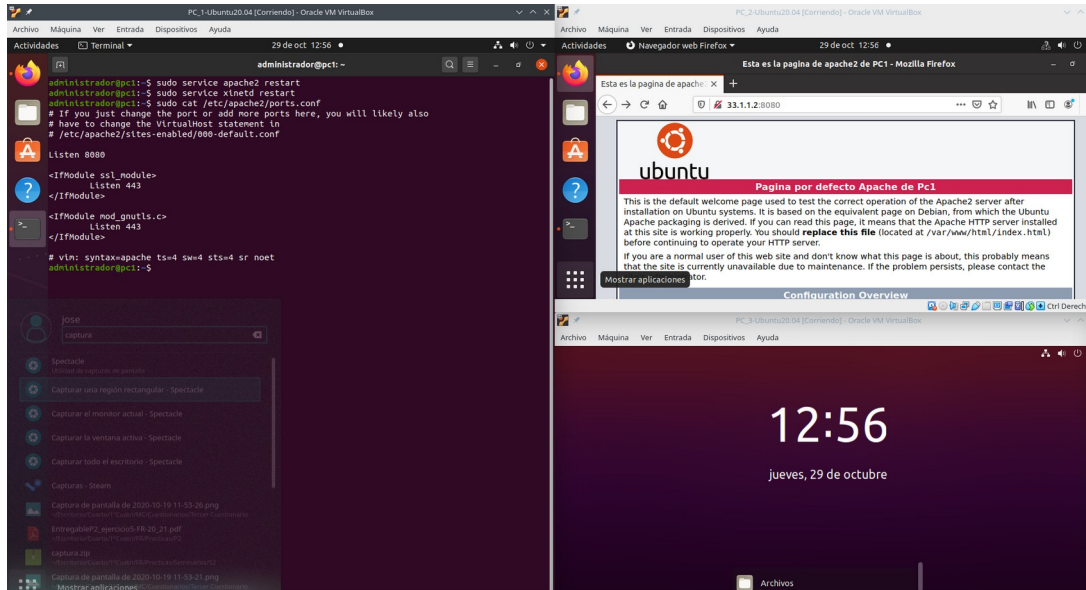 PC_1-Ubuntu20.04 [Corriendo] - Oracle VM VirtualBox
Archivo Máquina Ver Entrada Dispositivos Ayuda
Actividades Terminal 29 de oct 12:56
administrador@pc1: ~
administrador@pc1:~$ sudo service apache2 restart
administrador@pc1:~$ sudo service xinetd restart
administrador@pc1:~$ sudo cat /etc/apache2/ports.conf
# If you just change the port or add more ports here, you will likely also
# have to change the VirtualHost statement in
# /etc/apache2/sites-enabled/000-default.conf
Listen 8080
<IfModule ssl_module>
Listen 443
</IfModule>
<IfModule mod_gnutls.c>
Listen 443
</IfModule>
# vim: syntax=apache ts=4 sw=4 sts=4 sr noet
administrador@pc1:~$
jose
captura
Spectacle
Utilidad de capturas de pantalla
Capturar una región rectangular - Spectacle
Capturar el monitor actual - Spectacle
Capturar la ventana activa - Spectacle
Capturar todo el escritorio - Spectacle
Capturas - Steam
Captura de pantalla de 2020-10-19 11-53-26.png
EntregableP2_ejercicio5-FR-20_21.pdf
captura.zip
Captura de pantalla de 2020-10-19 11-53-21.png
Mostrar aplicaciones
PC_2-Ubuntu20.04 [Corriendo] - Oracle VM VirtualBox
Archivo Máquina Ver Entrada Dispositivos Ayuda
Actividades Navegador web Firefox 29 de oct 12:56
Esta es la pagina de apache2 de PC1 - Mozilla Firefox
Esta es la pagina de apache
33.1.1.2:8080
ubuntu
Pagina por defecto Apache de Pc1
This is the default welcome page used to test the correct operation of the Apache2 server after
installation on Ubuntu systems. It is based on the equivalent page on Debian, from which the Ubuntu
Apache packaging is derived. If you can read this page, it means that the Apache HTTP server installed
at this site is working properly. You should replace this file (located at /var/www/html/index.html)
before continuing to operate your HTTP server.
If you are a normal user of this web site and don't know what this page is about, this probably means
that the site is currently unavailable due to maintenance. If the problem persists, please contact the
ator.
Mostrar aplicaciones
Configuration Overview
Ctrl Derech
PC_3-Ubuntu20.04 [Corriendo] - Oracle VM VirtualBox
Archivo Máquina Ver Entrada Dispositivos Ayuda
12:56
jueves, 29 de octubre
Archivos